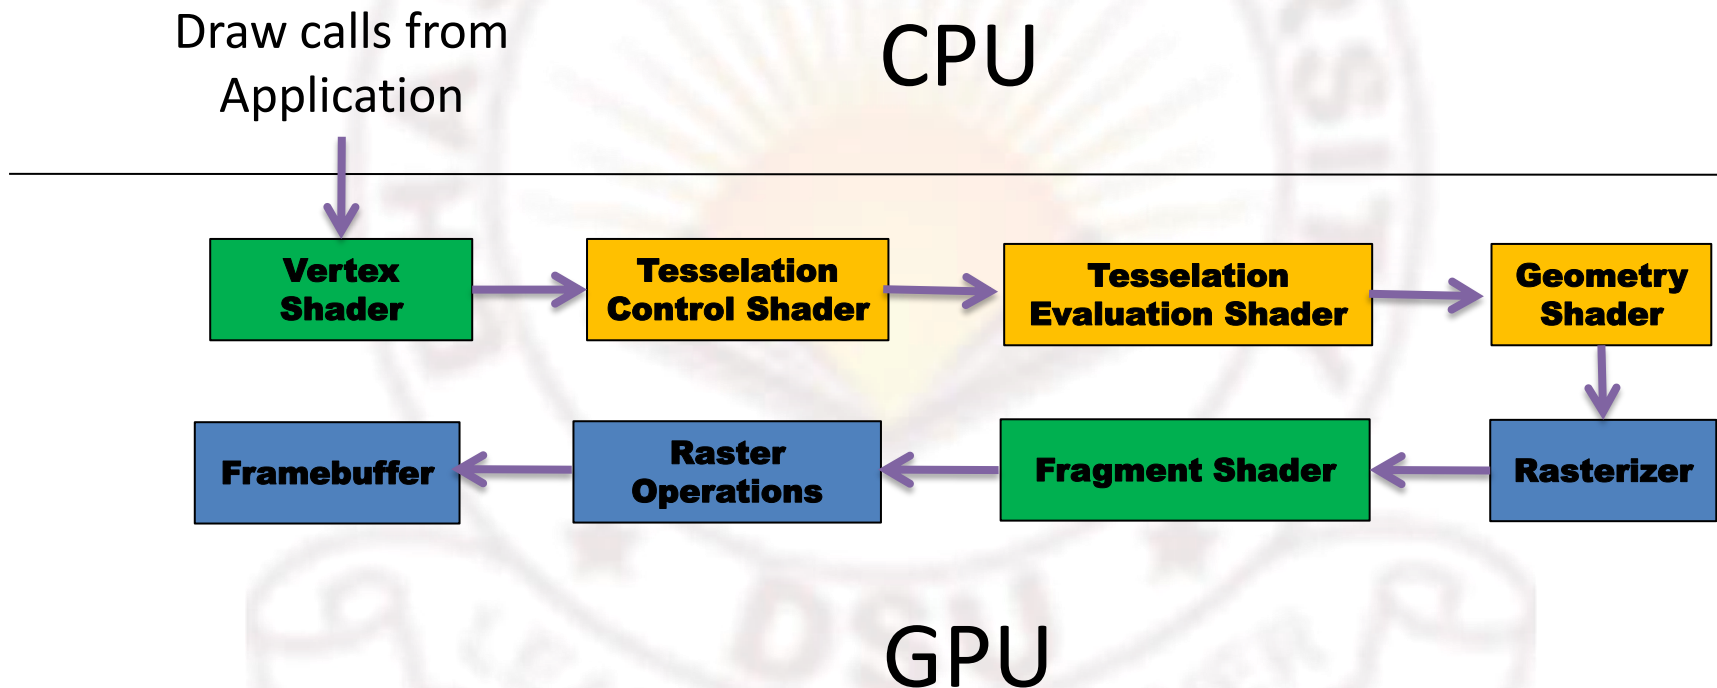 Draw calls from
Application
CPU
Vertex
Shader
Tesselation
Control Shader
Tesselation
Evaluation Shader
Geometry
Shader
Framebuffer
Raster
Operations
Fragment Shader
Rasterizer
DSU
GPU